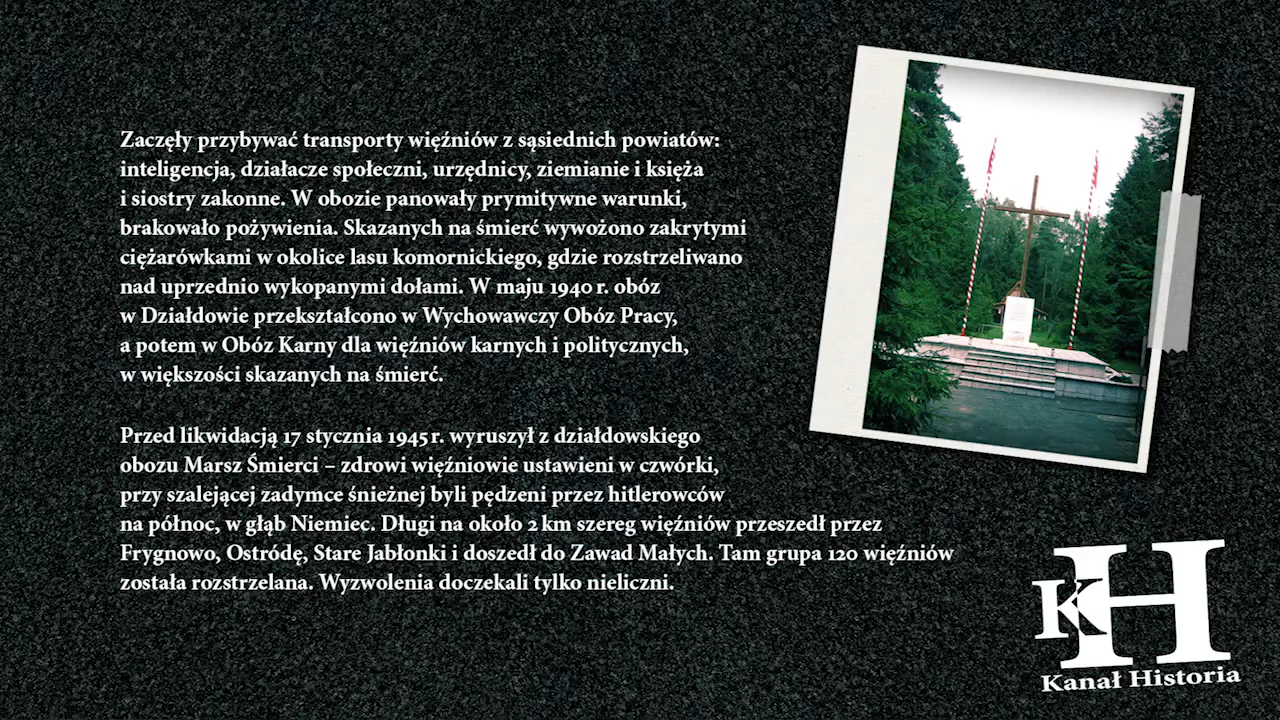 Zaczęły przybywać transporty więźniów z sąsiednich powiatów:
inteligencja, działacze społeczni, urzędnicy, ziemianie i księża
i siostry zakonne. W obozie panowały prymitywne warunki,
brakowało pożywienia. Skazanych na śmierć wywożono zakrytymi
ciężarówkami w okolice lasu komornickiego, gdzie rozstrzeliwano
nad uprzednio wykopanymi dołami. W maju 1940 r. obóz
w Działdowie przekształcono w Wychowawczy Obóz Pracy,
a potem w Obóz Karny dla więźniów karnych i politycznych,
w większości skazanych na śmierć.
Przed likwidacją 17 stycznia 1945 r. wyruszył z działdowskiego
obozu Marsz Śmierci – zdrowi więźniowie ustawieni w czwórki,
przy szalejącej zadymce śnieżnej byli pędzeni przez hitlerowców
na północ, w głąb Niemiec. Długi na około 2 km szereg więźniów przeszedł przez
Frygnowo, Ostródę, Stare Jabłonki i doszedł do Zawad Małych. Tam grupa 120 więźniów
została rozstrzelana. Wyzwolenia doczekali tylko nieliczni.
KH
Kanał Historia